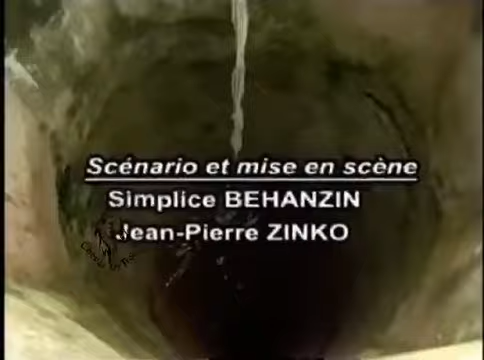 Scénario et mise en scène
Simplice BEHANZIN
Jean-Pierre ZINKO